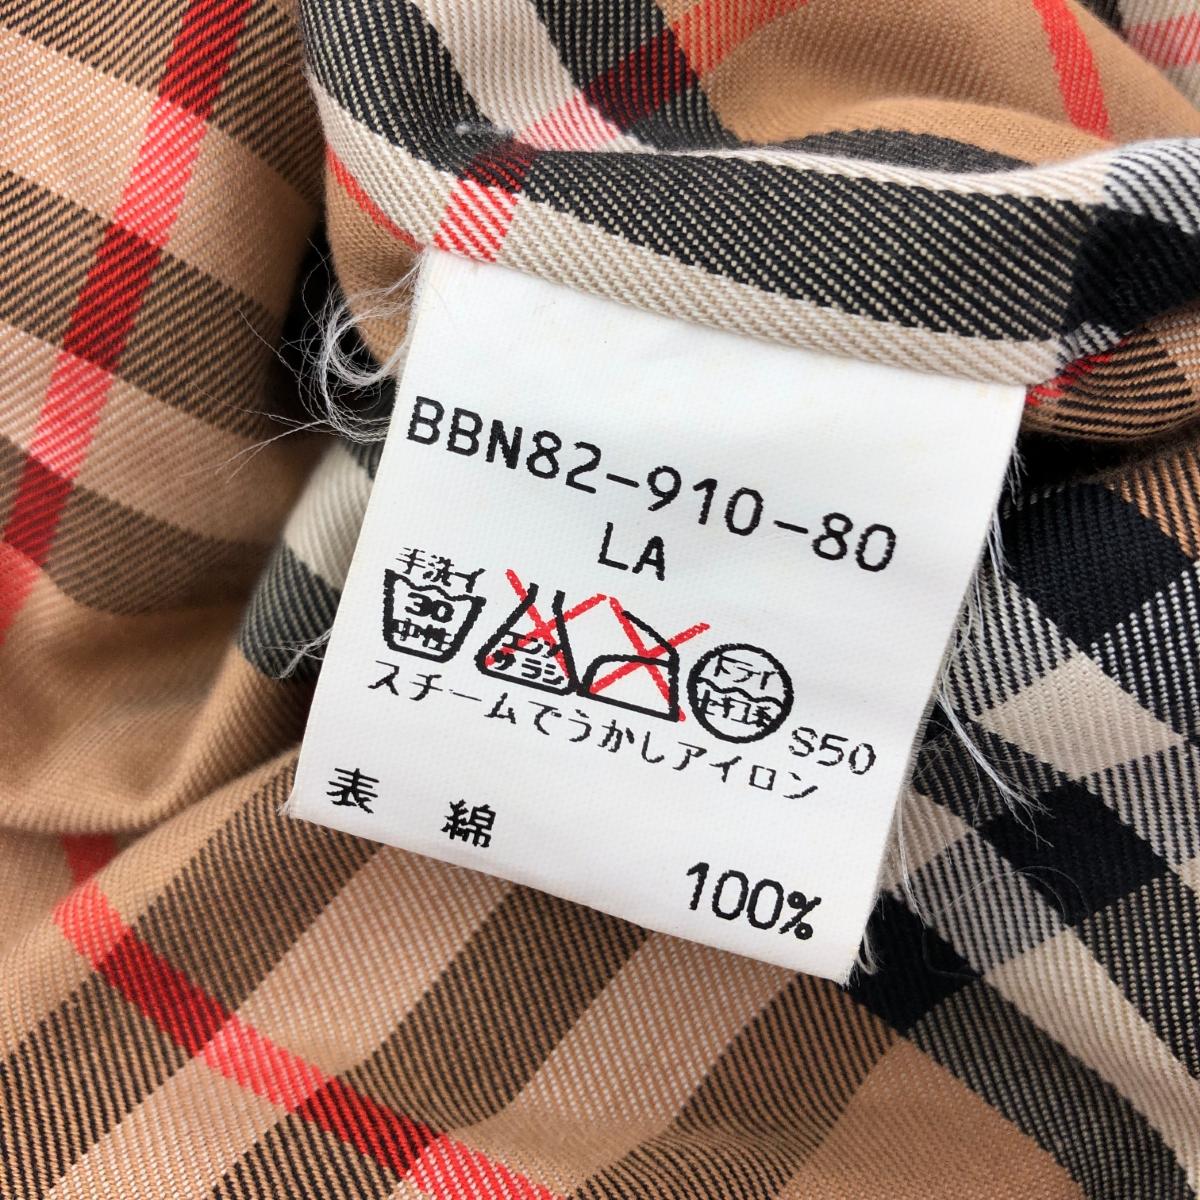 BBN82-910-80
LA
手洗イ
30
中性
エンソ
サラシ
ドライ
セキユ系
S50
スチームでうかしアイロン
表 綿 100%